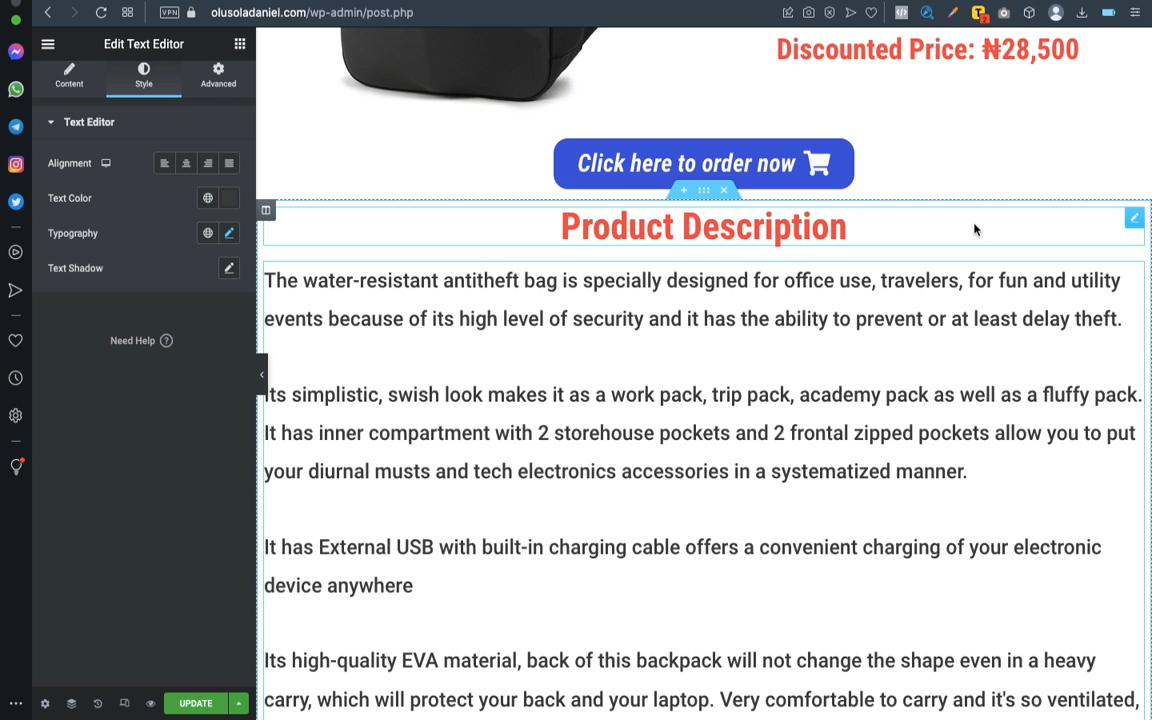 VPN olusoladaniel.com/wp-admin/post.php
2
Edit Text Editor
Content Style Advanced
Text Editor
Alignment
Text Color
Typography
Text Shadow
Need Help ?
UPDATE
Discounted Price: ₦28,500
Click here to order now
Product Description
The water-resistant antitheft bag is specially designed for office use, travelers, for fun and utility
events because of its high level of security and it has the ability to prevent or at least delay theft.
Its simplistic, swish look makes it as a work pack, trip pack, academy pack as well as a fluffy pack.
It has inner compartment with 2 storehouse pockets and 2 frontal zipped pockets allow you to put
your diurnal musts and tech electronics accessories in a systematized manner.
It has External USB with built-in charging cable offers a convenient charging of your electronic
device anywhere
Its high-quality EVA material, back of this backpack will not change the shape even in a heavy
carry, which will protect your back and your laptop. Very comfortable to carry and it's so ventilated,